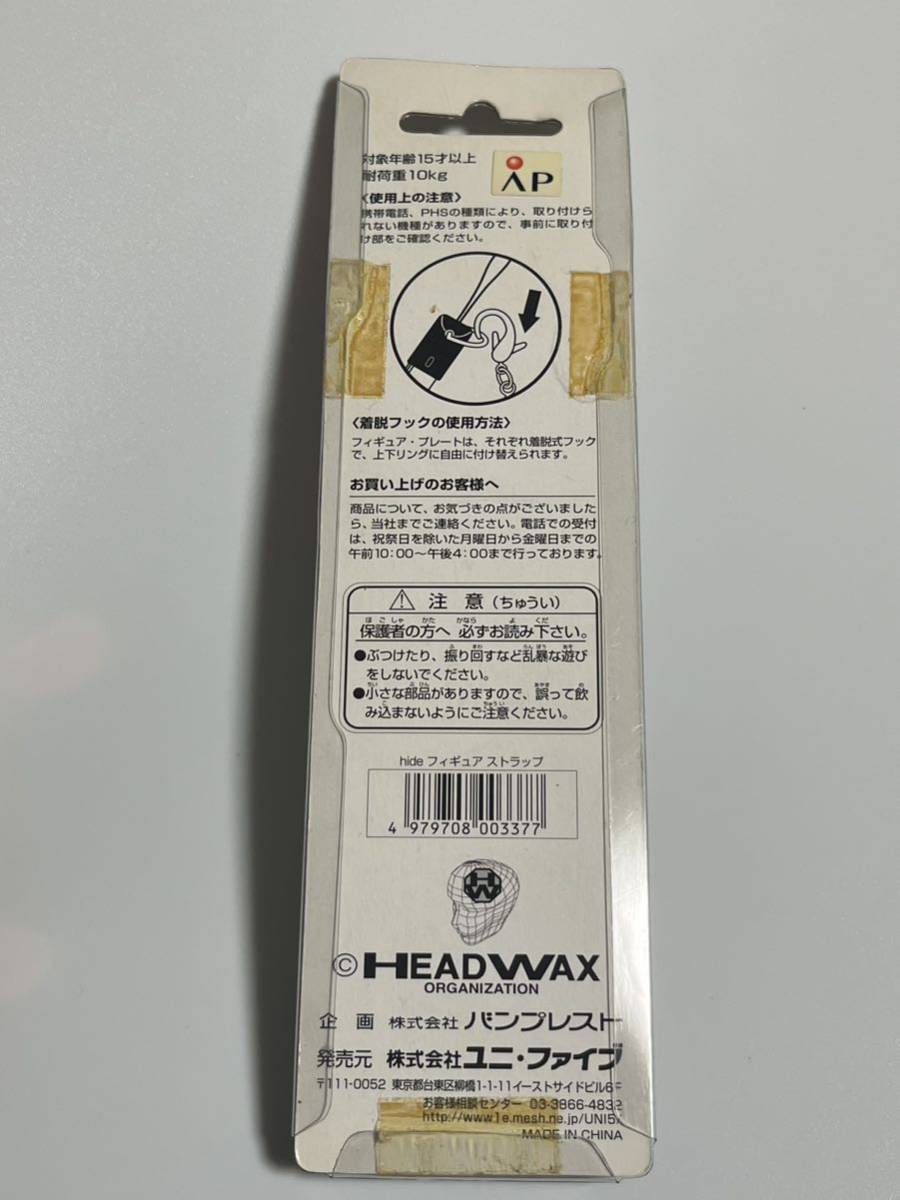 対象年齢15才以上
耐荷重10kg
AP
〈使用上の注意〉
携帯電話、PHSの種類により、取り付けら
れない機種がありますので、事前に取り付
け部をご確認ください。
〈着脱フックの使用方法〉
フィギュア・プレートは、それぞれ着脱式フック
で、上下リングに自由に付け替えられます。
お買い上げのお客様へ
商品について、お気づきの点がございました
ら、当社までご連絡ください。電話での受付
は、祝祭日を除いた月曜日から金曜日までの
午前10:00〜午後4:00まで行っております。
⚠ 注 意 (ちゅうい)
保護者の方へ 必ずお読み下さい。
●ぶつけたり、振り回すなど乱暴な遊び
をしないでください。
●小さな部品がありますので、誤って飲
み込まないようにご注意ください。
hide フィギュア ストラップ
4 979708 003377
HW
© HEADWAX
ORGANIZATION
企 画 株式会社 バンプレスト
発売元 株式会社 ユニ・ファイブ
〒111-0052 東京都台東区柳橋1-1-11イーストサイドビル6F
お客様相談センター 03-3866-4832
http://www1e.mesh.ne.jp/UNI5/
MADE IN CHINA